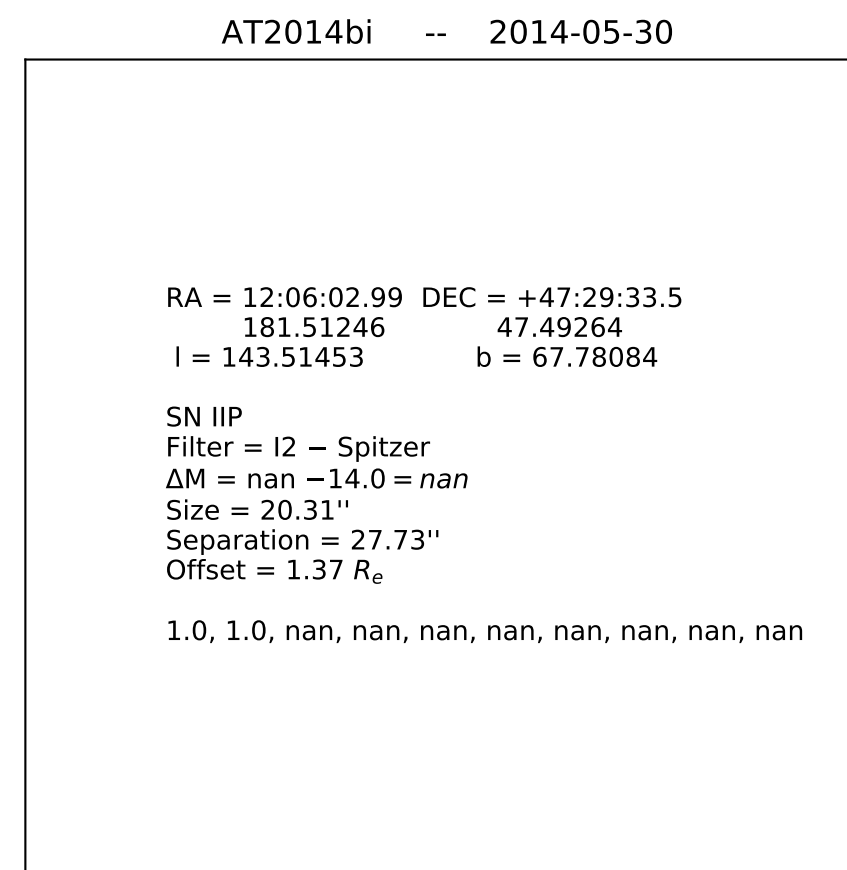 AT2014bi -- 2014-05-30
RA = 12:06:02.99 DEC = +47:29:33.5
181.51246 47.49264
l = 143.51453 b = 67.78084
SN IIP
Filter = I2 − Spitzer
ΔM = nan −14.0 = nan
Size = 20.31''
Separation = 27.73''
Offset = 1.37 Rₑ
1.0, 1.0, nan, nan, nan, nan, nan, nan, nan, nan